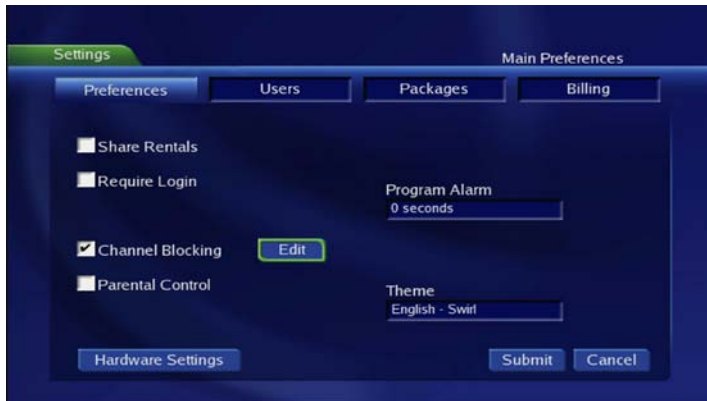 Settings
Main Preferences
Preferences Users Packages Billing
Share Rentals
Require Login
Program Alarm
0 seconds
Channel Blocking Edit
Parental Control
Theme
English - Swirl
Hardware Settings Submit Cancel